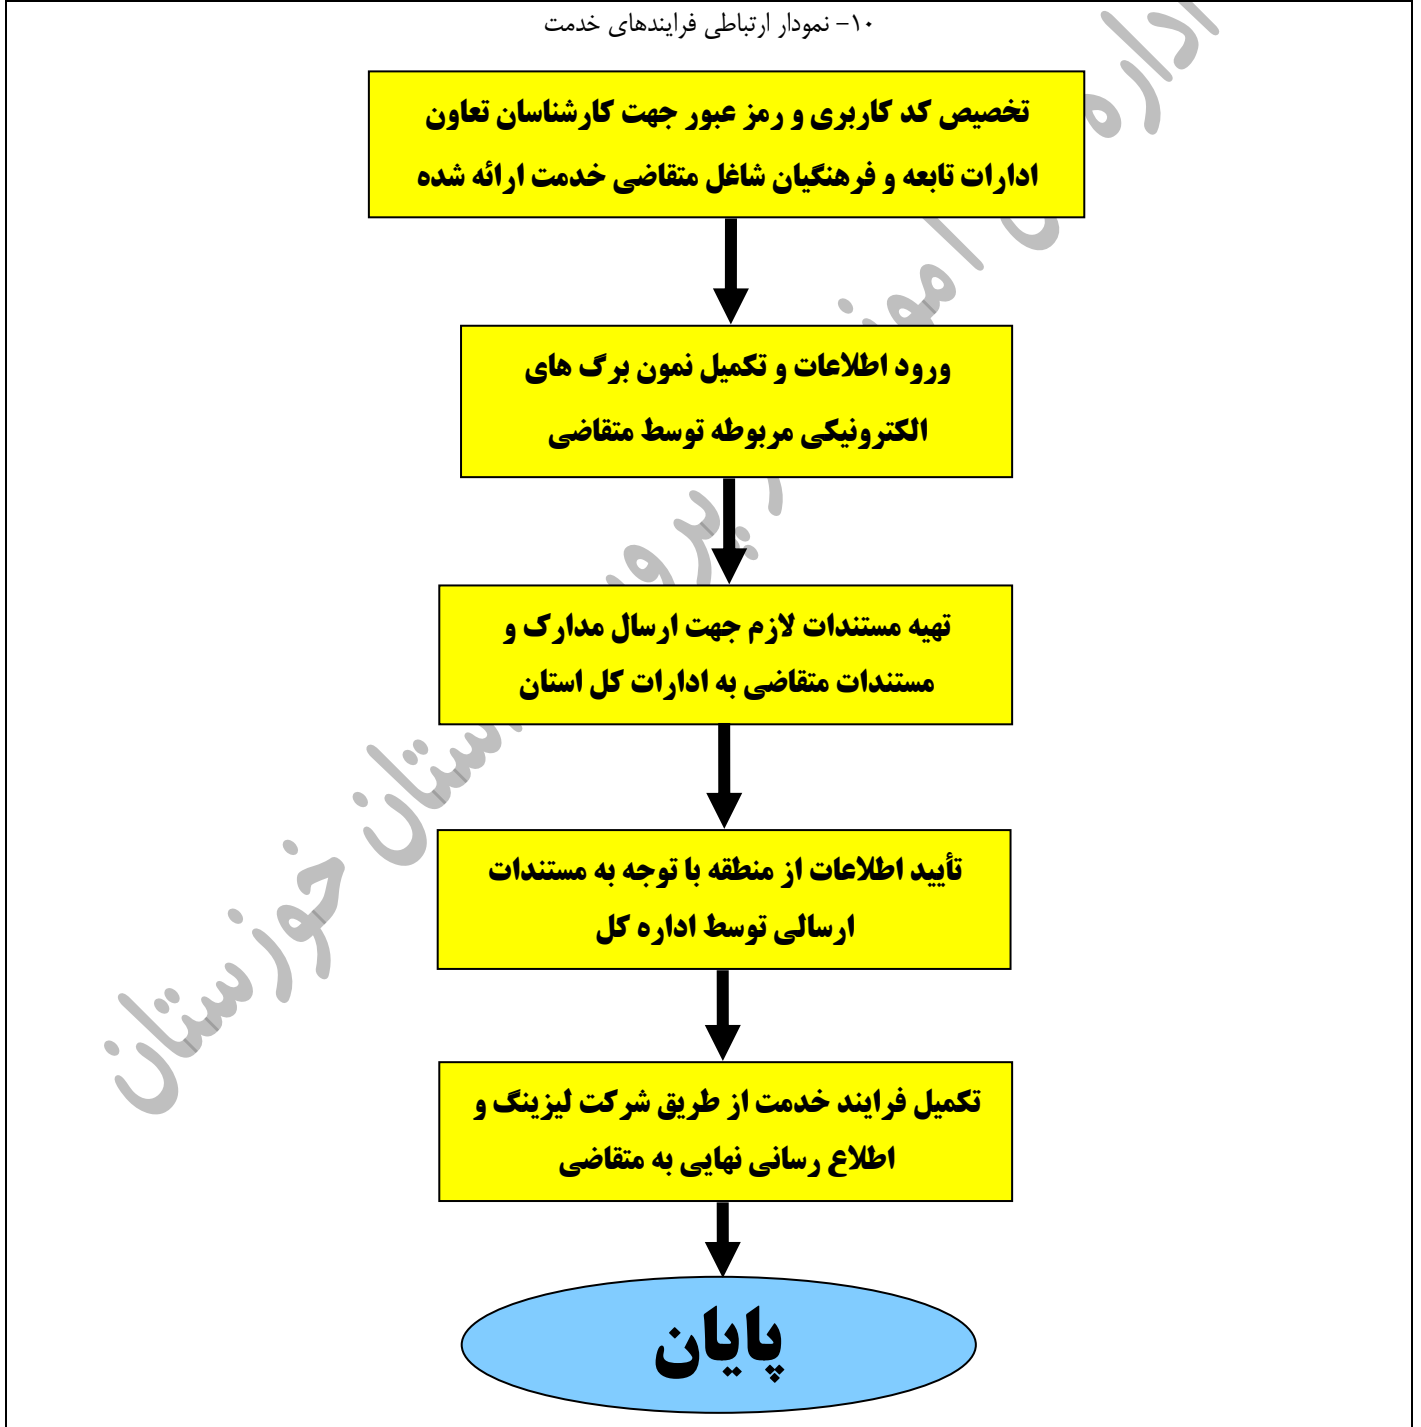 ۱۰- نمودار ارتباطی فرایندهای خدمت
تخصیص کد کاربری و رمز عبور جهت کارشناسان تعاون
ادارات تابعه و فرهنگیان شاغل متقاضی خدمت ارائه شده
ورود اطلاعات و تکمیل نمون برگ های
الکترونیکی مربوطه توسط متقاضی
تهیه مستندات لازم جهت ارسال مدارک و
مستندات متقاضی به ادارات کل استان
تأیید اطلاعات از منطقه با توجه به مستندات
ارسالی توسط اداره کل
تکمیل فرایند خدمت از طریق شرکت لیزینگ و
اطلاع رسانی نهایی به متقاضی
پایان
خوزستان